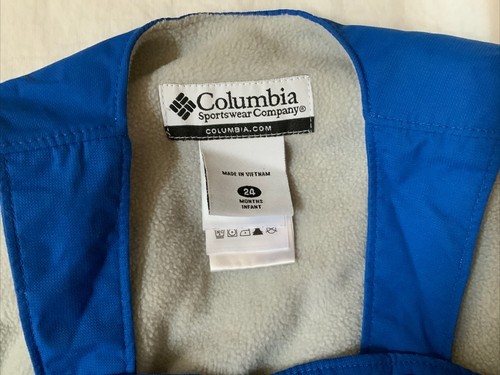 Columbia
Sportswear Company®
COLUMBIA.COM
MADE IN VIETNAM
24
MONTHS
INFANT